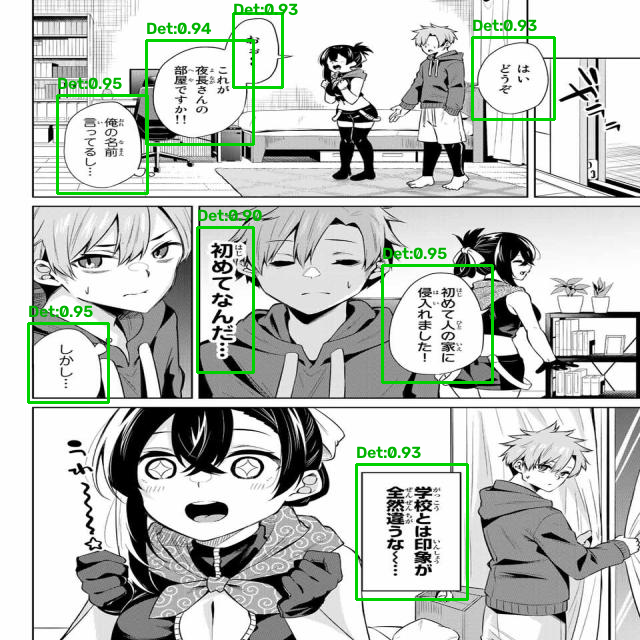 Det:0.93
はい
どうぞ
Det:0.93
おお…
Det:0.94
これが
夜長さんの
部屋ですか!!
Det:0.95
俺の名前
言ってるし…
Det:0.95
初めて人の家に
侵入れました!
Det:0.90
初めてなんだ…
Det:0.95
しかし…
Det:0.93
学校とは印象が
全然違うな〜…